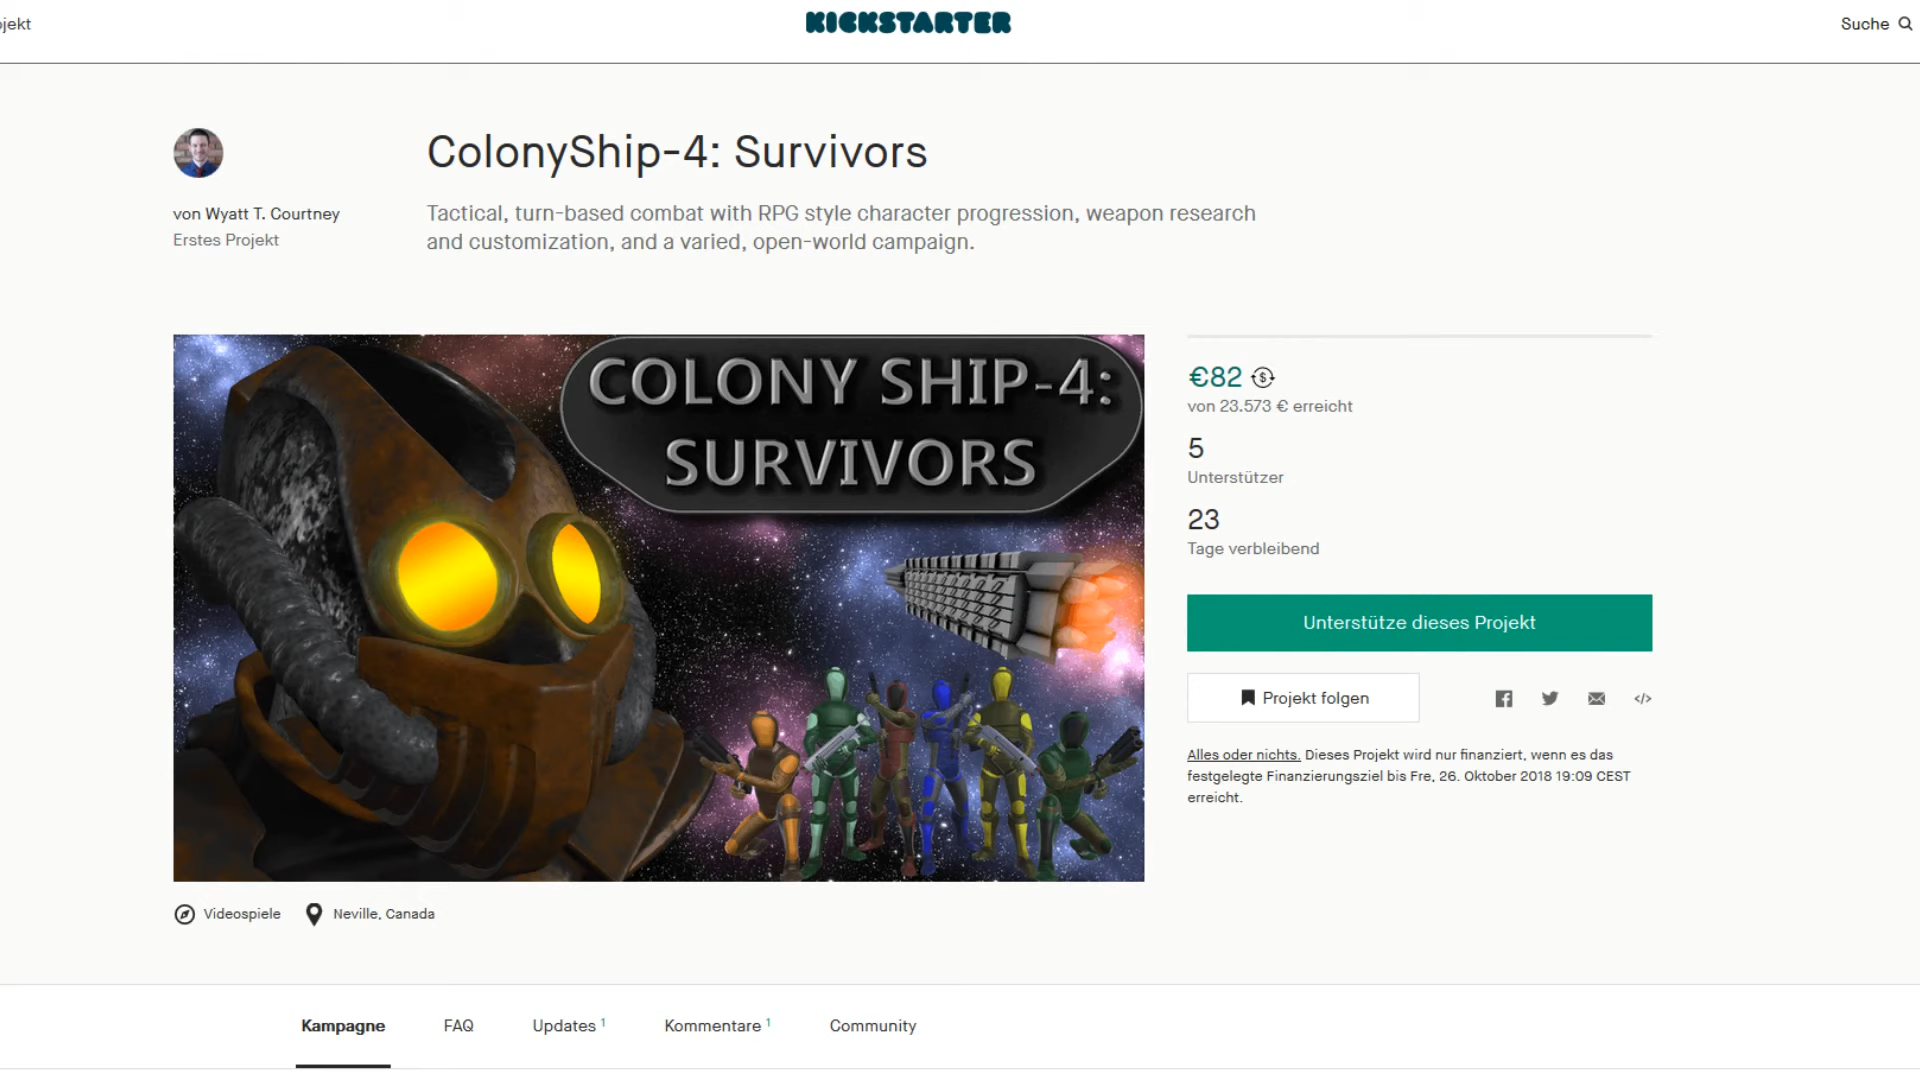 ojekt
KICKSTARTER
Suche
ColonyShip-4: Survivors
von Wyatt T. Courtney
Erstes Projekt
Tactical, turn-based combat with RPG style character progression, weapon research
and customization, and a varied, open-world campaign.
COLONY SHIP-4:
SURVIVORS
€82
von 23.573 € erreicht
5
Unterstützer
23
Tage verbleibend
Unterstütze dieses Projekt
Projekt folgen
Alles oder nichts. Dieses Projekt wird nur finanziert, wenn es das
festgelegte Finanzierungsziel bis Fre, 26. Oktober 2018 19:09 CEST
erreicht.
Videospiele
Neville, Canada
Kampagne
FAQ
Updates 1
Kommentare 1
Community